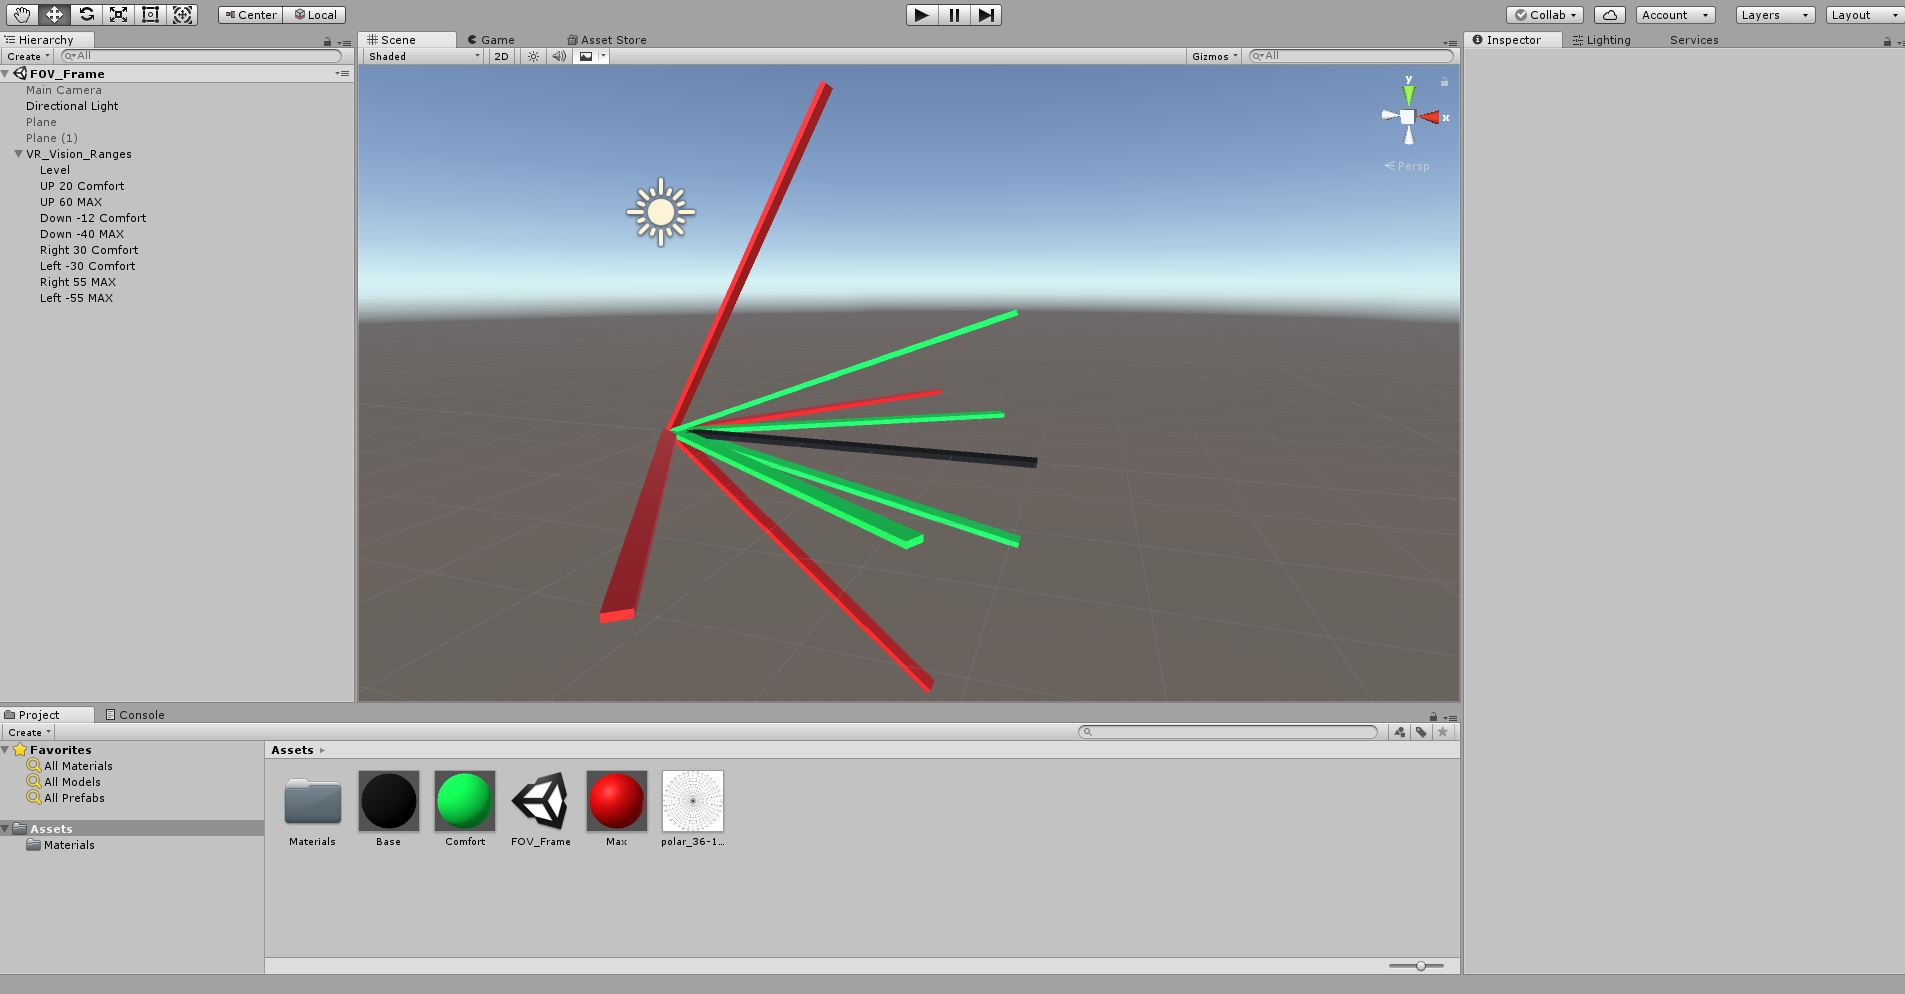 Center Local
Collab Account Layers Layout
Hierarchy
Create All
FOV_Frame
Main Camera
Directional Light
Plane
Plane (1)
VR_Vision_Ranges
Level
UP 20 Comfort
UP 60 MAX
Down -12 Comfort
Down -40 MAX
Right 30 Comfort
Left -30 Comfort
Right 55 MAX
Left -55 MAX
Scene Game Asset Store
Shaded 2D Gizmos All
y
x
Persp
Inspector Lighting Services
Project Console
Create
Favorites
All Materials
All Models
All Prefabs
Assets
Materials
Assets
Materials Base Comfort FOV_Frame Max polar_36-1...